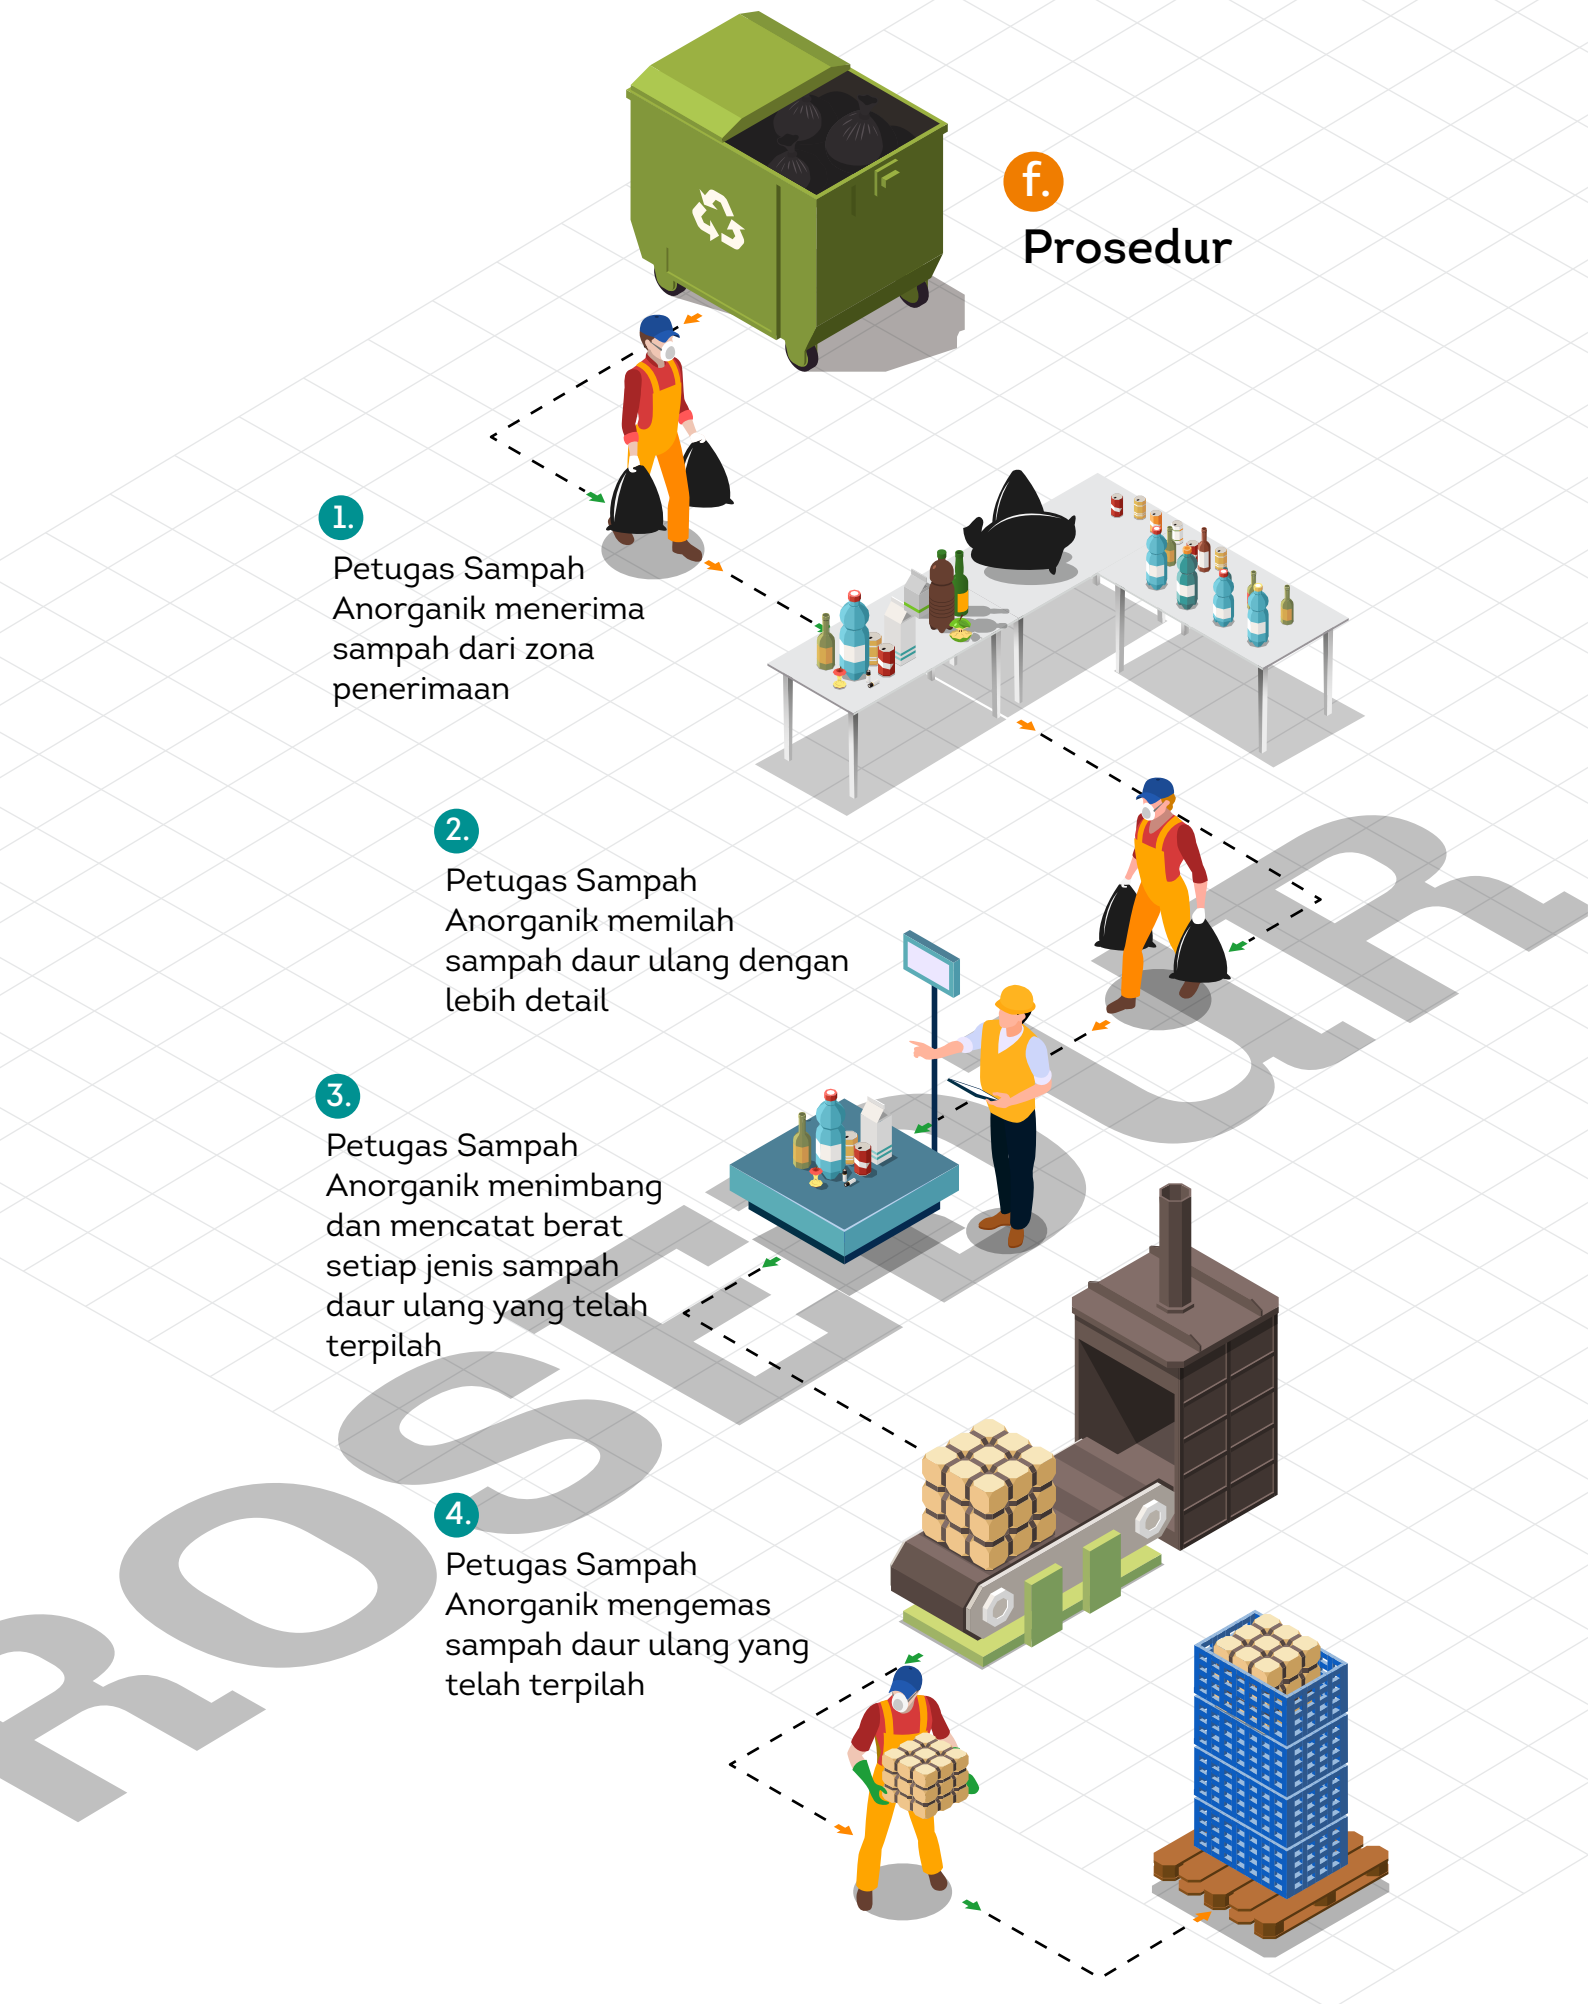 f.
Prosedur
1.
Petugas Sampah
Anorganik menerima
sampah dari zona
penerimaan
2.
Petugas Sampah
Anorganik memilah
sampah daur ulang dengan
lebih detail
3.
Petugas Sampah
Anorganik menimbang
dan mencatat berat
setiap jenis sampah
daur ulang yang telah
terpilah
4.
Petugas Sampah
Anorganik mengemas
sampah daur ulang yang
telah terpilah
ROSEDUR